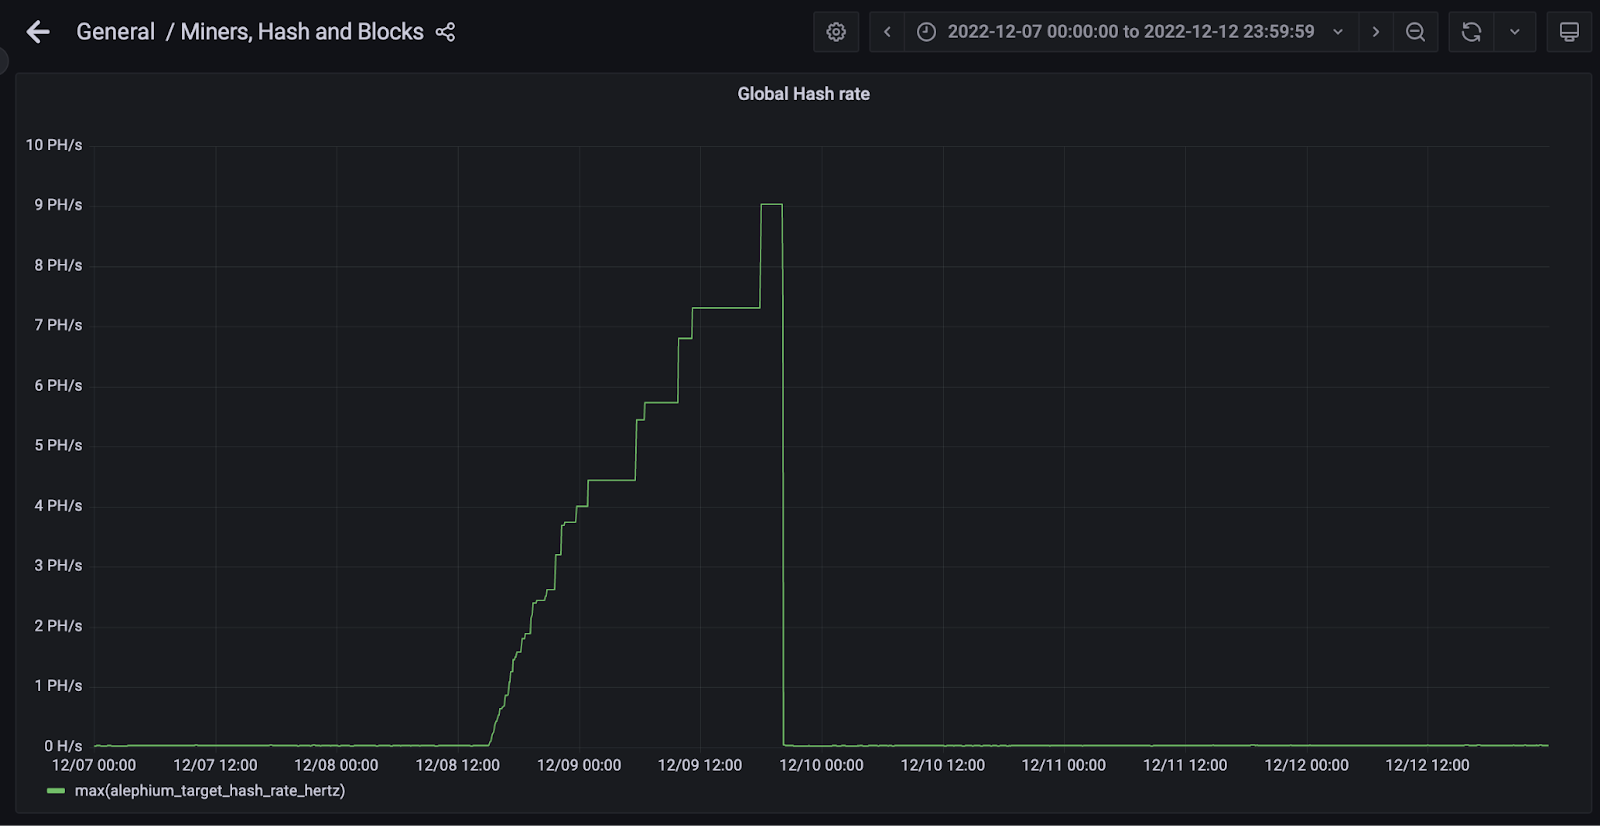 General / Miners, Hash and Blocks
2022-12-07 00:00:00 to 2022-12-12 23:59:59
Global Hash rate
10 PH/s
9 PH/s
8 PH/s
7 PH/s
6 PH/s
5 PH/s
4 PH/s
3 PH/s
2 PH/s
1 PH/s
0 H/s
12/07 00:00 12/07 12:00 12/08 00:00 12/08 12:00 12/09 00:00 12/09 12:00 12/10 00:00 12/10 12:00 12/11 00:00 12/11 12:00 12/12 00:00 12/12 12:00
max(alephium_target_hash_rate_hertz)